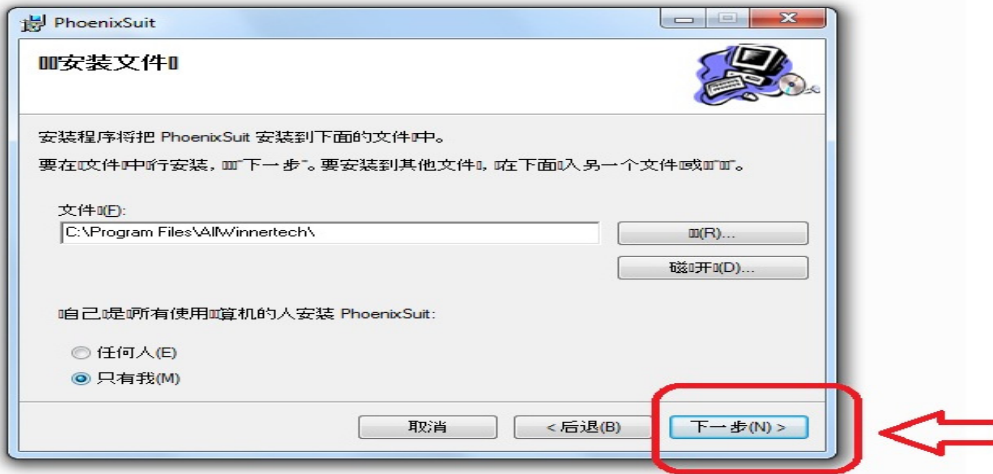 PhoenixSuit
安装文件
安装程序将把 PhoenixSuit 安装到下面的文件 中。
要在 文件 中 行安装, "下一步"。要安装到其他文件 , 在下面 入另一个文件 或 " "。
文件 (F):
C:\Program Files\AllWinnertech\
(R)...
磁 开 (D)...
自己 是 所有使用 算机的人安装 PhoenixSuit:
任何人(E)
只有我(M)
取消
< 后退(B)
下一步(N) >